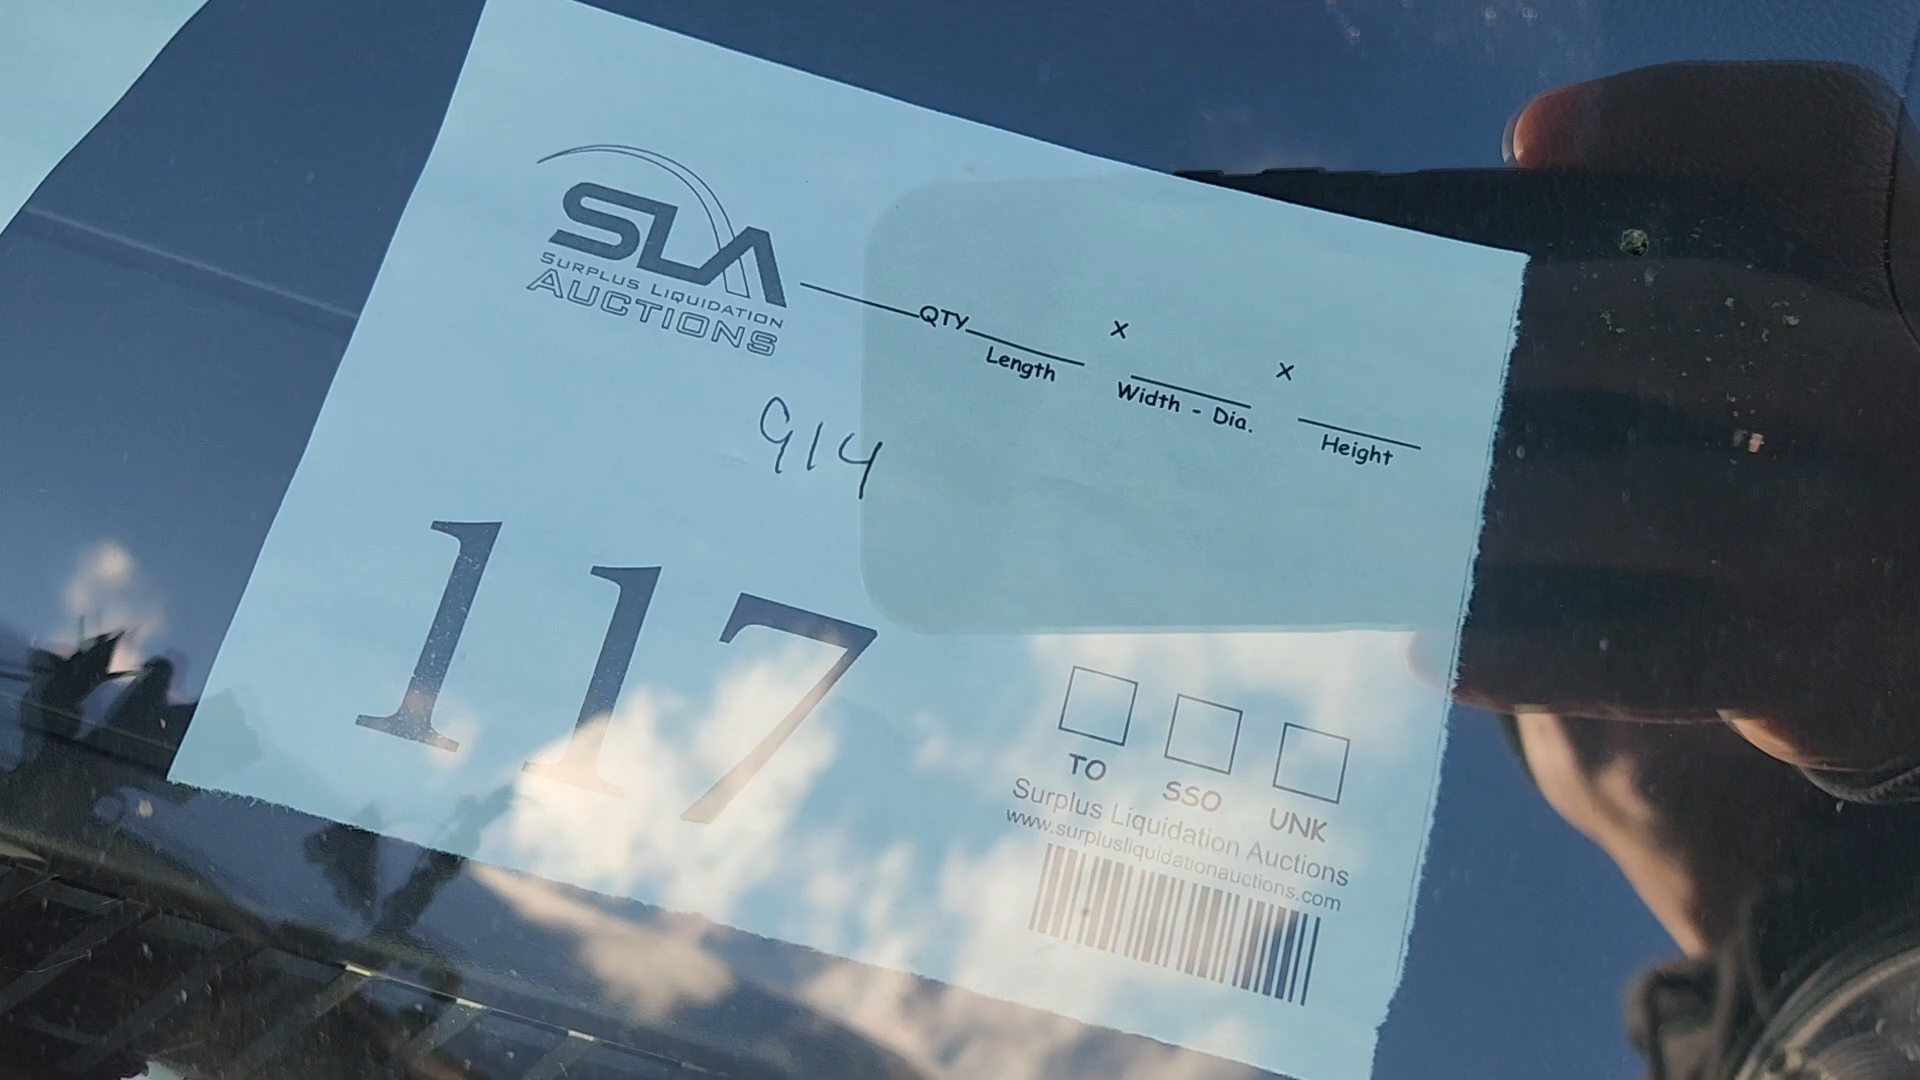 SLA
SURPLUS LIQUIDATION
AUCTIONS
QTY
x
x
Length
Width - Dia.
Height
914
117
TO
SSO
UNK
Surplus Liquidation Auctions
www.surplusliquidationauctions.com